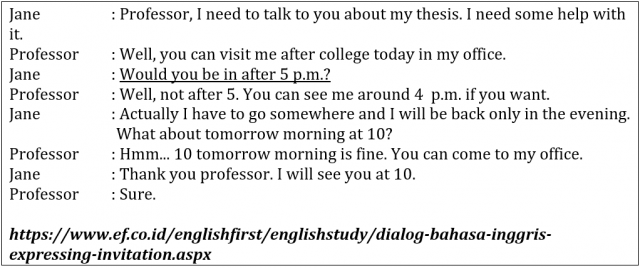 Jane : Professor, I need to talk to you about my thesis. I need some help with
it.
Professor : Well, you can visit me after college today in my office.
Jane : Would you be in after 5 p.m.?
Professor : Well, not after 5. You can see me around 4 p.m. if you want.
Jane : Actually I have to go somewhere and I will be back only in the evening.
What about tomorrow morning at 10?
Professor : Hmm... 10 tomorrow morning is fine. You can come to my office.
Jane : Thank you professor. I will see you at 10.
Professor : Sure.
https://www.ef.co.id/englishfirst/englishstudy/dialog-bahasa-inggris-
expressing-invitation.aspx